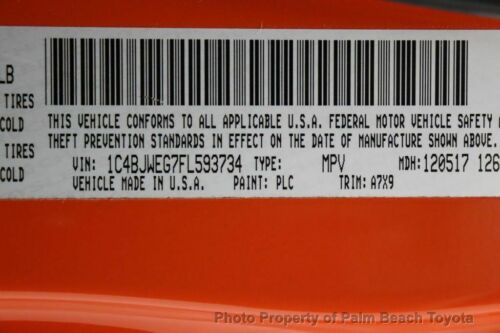 LB
TIRES
COLD
THIS VEHICLE CONFORMS TO ALL APPLICABLE U.S.A. FEDERAL MOTOR VEHICLE SAFETY
TIRES
THEFT PREVENTION STANDARDS IN EFFECT ON THE DATE OF MANUFACTURE SHOWN ABOVE.
COLD
VIN: 1C4BJWEG7FL593734 TYPE: MPV MDH: 120517 126
VEHICLE MADE IN U.S.A. PAINT: PLC TRIM: A7X9
Photo Property of Palm Beach Toyota